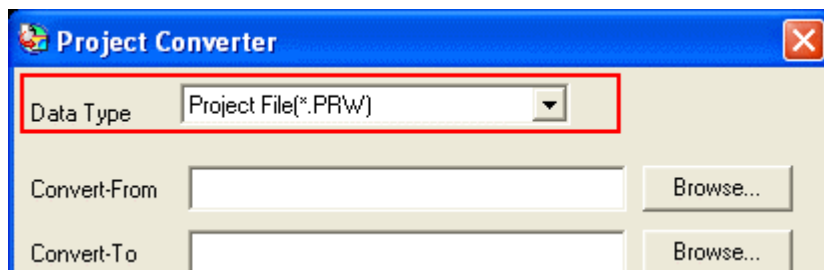 Project Converter
Data Type Project File(*.PRW)
Convert-From Browse...
Convert-To Browse...